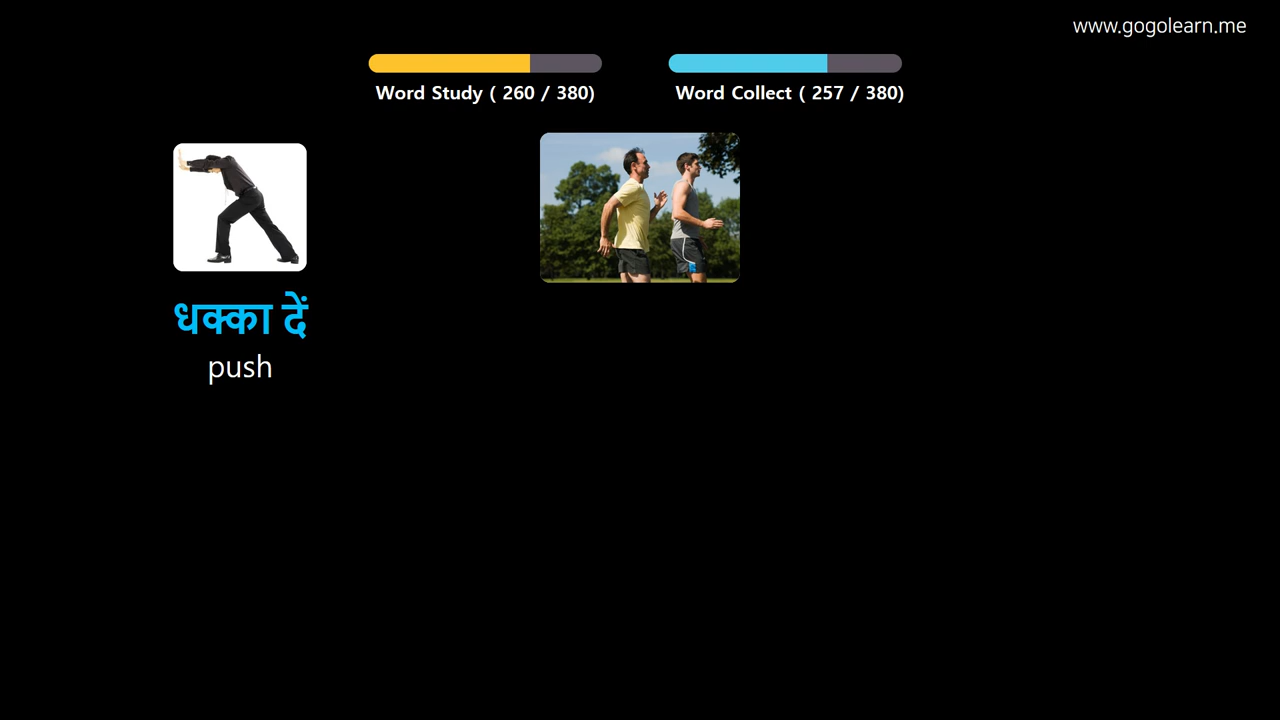 www.gogolearn.me
Word Study ( 260 / 380)
Word Collect ( 257 / 380)
धक्का दें
push